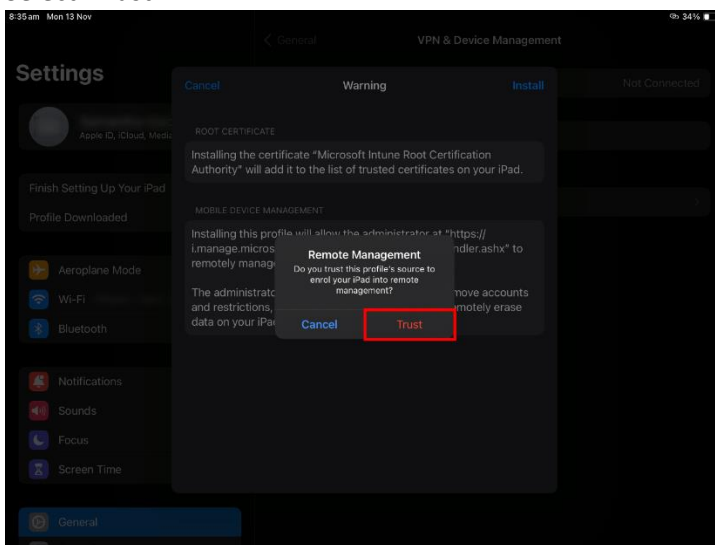 8:35 am Mon 13 Nov
34%
General
VPN & Device Management
Settings
Cancel
Warning
Install
Not Connected
Apple ID, iCloud, Media
ROOT CERTIFICATE
Installing the certificate "Microsoft Intune Root Certification
Authority" will add it to the list of trusted certificates on your iPad.
Finish Setting Up Your iPad
Profile Downloaded
MOBILE DEVICE MANAGEMENT
Installing this profile will allow the administrator at "https://
i.manage.micros ndler.ashx" to
remotely manag
Remote Management
Do you trust this profile's source to
enrol your iPad into remote
management?
Cancel
Trust
The administrato move accounts
and restrictions, emotely erase
data on your iPa
Aeroplane Mode
Wi-Fi
Bluetooth
Notifications
Sounds
Focus
Screen Time
General